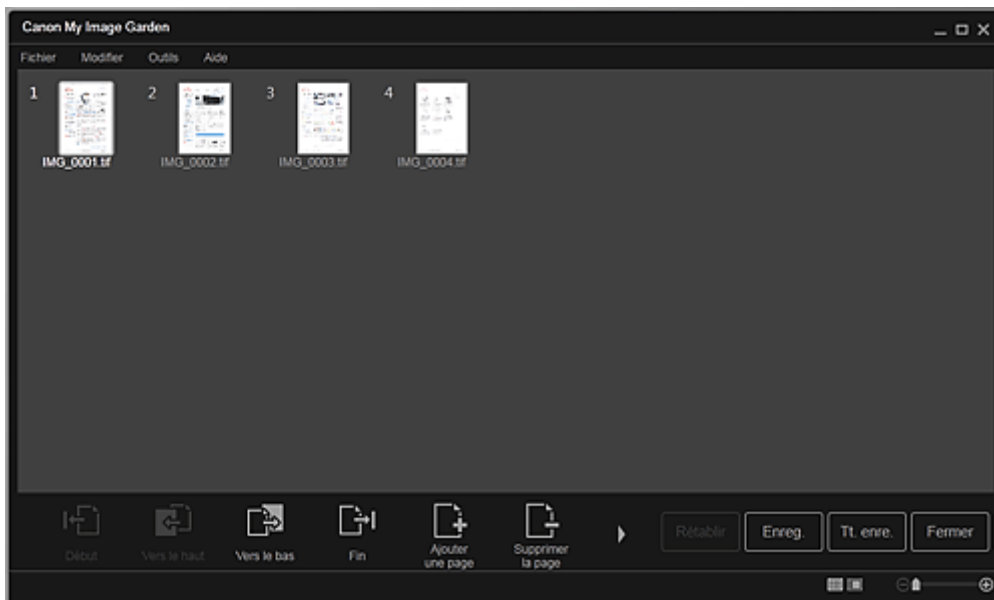 Canon My Image Garden
Fichier Modifier Outils Aide
1 2 3 4
IMG_0001.tif IMG_0002.tif IMG_0003.tif IMG_0004.tif
Début Vers le haut Vers le bas Fin Ajouter une page Supprimer la page Rétablir Enreg. Tt. enre. Fermer